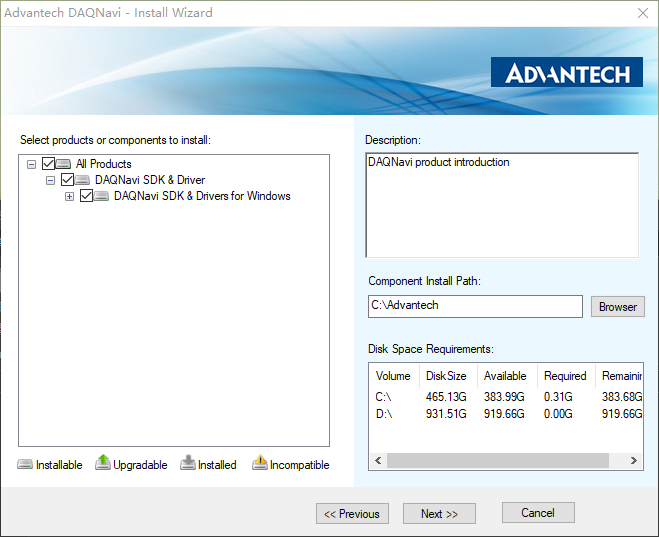 Advantech DAQNavi - Install Wizard
ADVANTECH
Select products or components to install:
All Products
DAQNavi SDK & Driver
DAQNavi SDK & Drivers for Windows
Installable Upgradable Installed Incompatible
Description:
DAQNavi product introduction
Component Install Path:
C:\Advantech Browser
Disk Space Requirements:
Volume DiskSize Available Required Remainin
C:\ 465.13G 383.99G 0.31G 383.68G
D:\ 931.51G 919.66G 0.00G 919.66G
<< Previous Next >> Cancel